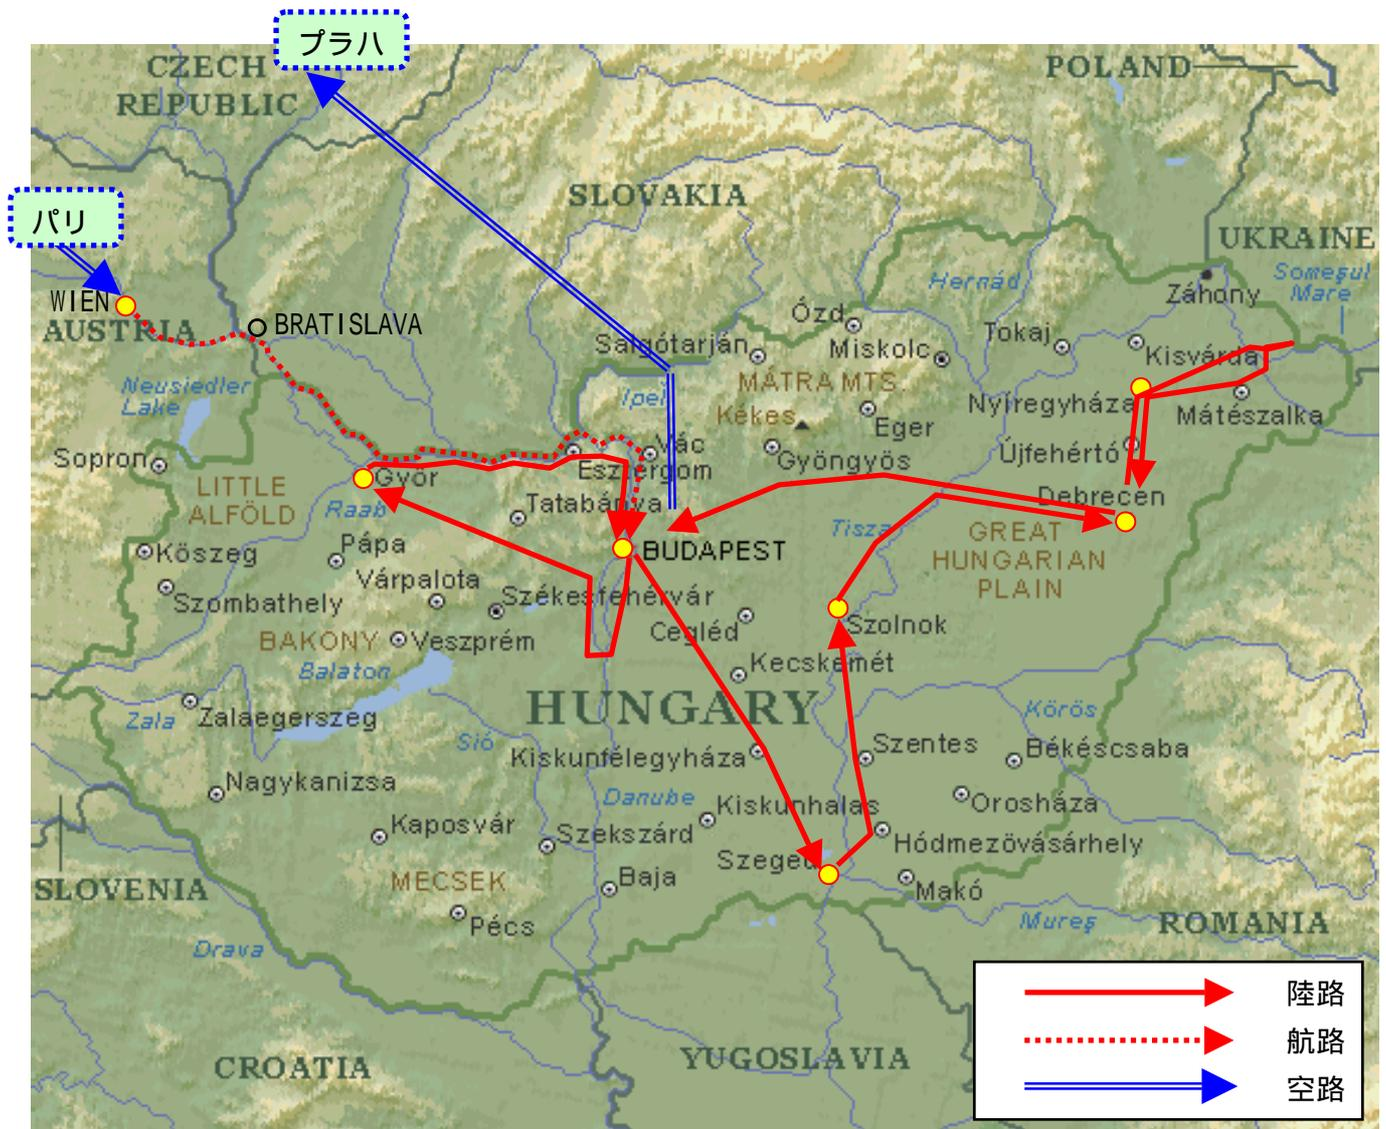 プラハ
CZECH
REPUBLIC
POLAND
SLOVAKIA
パリ
UKRAINE
Someşul
Mare
Hernád
Záhony
WIEN
AUSTRIA
BRATISLAVA
Ózd
Salgótarján
Miskolc
Tokaj
Kisvárda
Neusiedler
Lake
Ipel
MÁTRA MTS.
Kékes
Eger
Nyíregyháza
Mátészalka
Sopron
Vác
Esztergom
Gyöngyös
Újfehértó
Györ
LITTLE
ALFÖLD
Raab
Tatabánya
Debrecen
Tisza
GREAT
HUNGARIAN
PLAIN
Köszeg
Pápa
BUDAPEST
Szombathely
Várpalota
Székesfehérvár
Cegléd
Szolnok
BAKONY
Veszprém
Balaton
Kecskemét
Zala
Zalaegerszeg
HUNGARY
Körös
Sió
Kiskunfélegyháza
Szentes
Békéscsaba
Nagykanizsa
Danube
Kiskunhalas
Orosháza
Kaposvár
Szekszárd
Hódmezövásárhely
Szeged
SLOVENIA
MECSEK
Baja
Makó
Pécs
Mureş
ROMANIA
Drava
CROATIA
YUGOSLAVIA
陸路
航路
空路